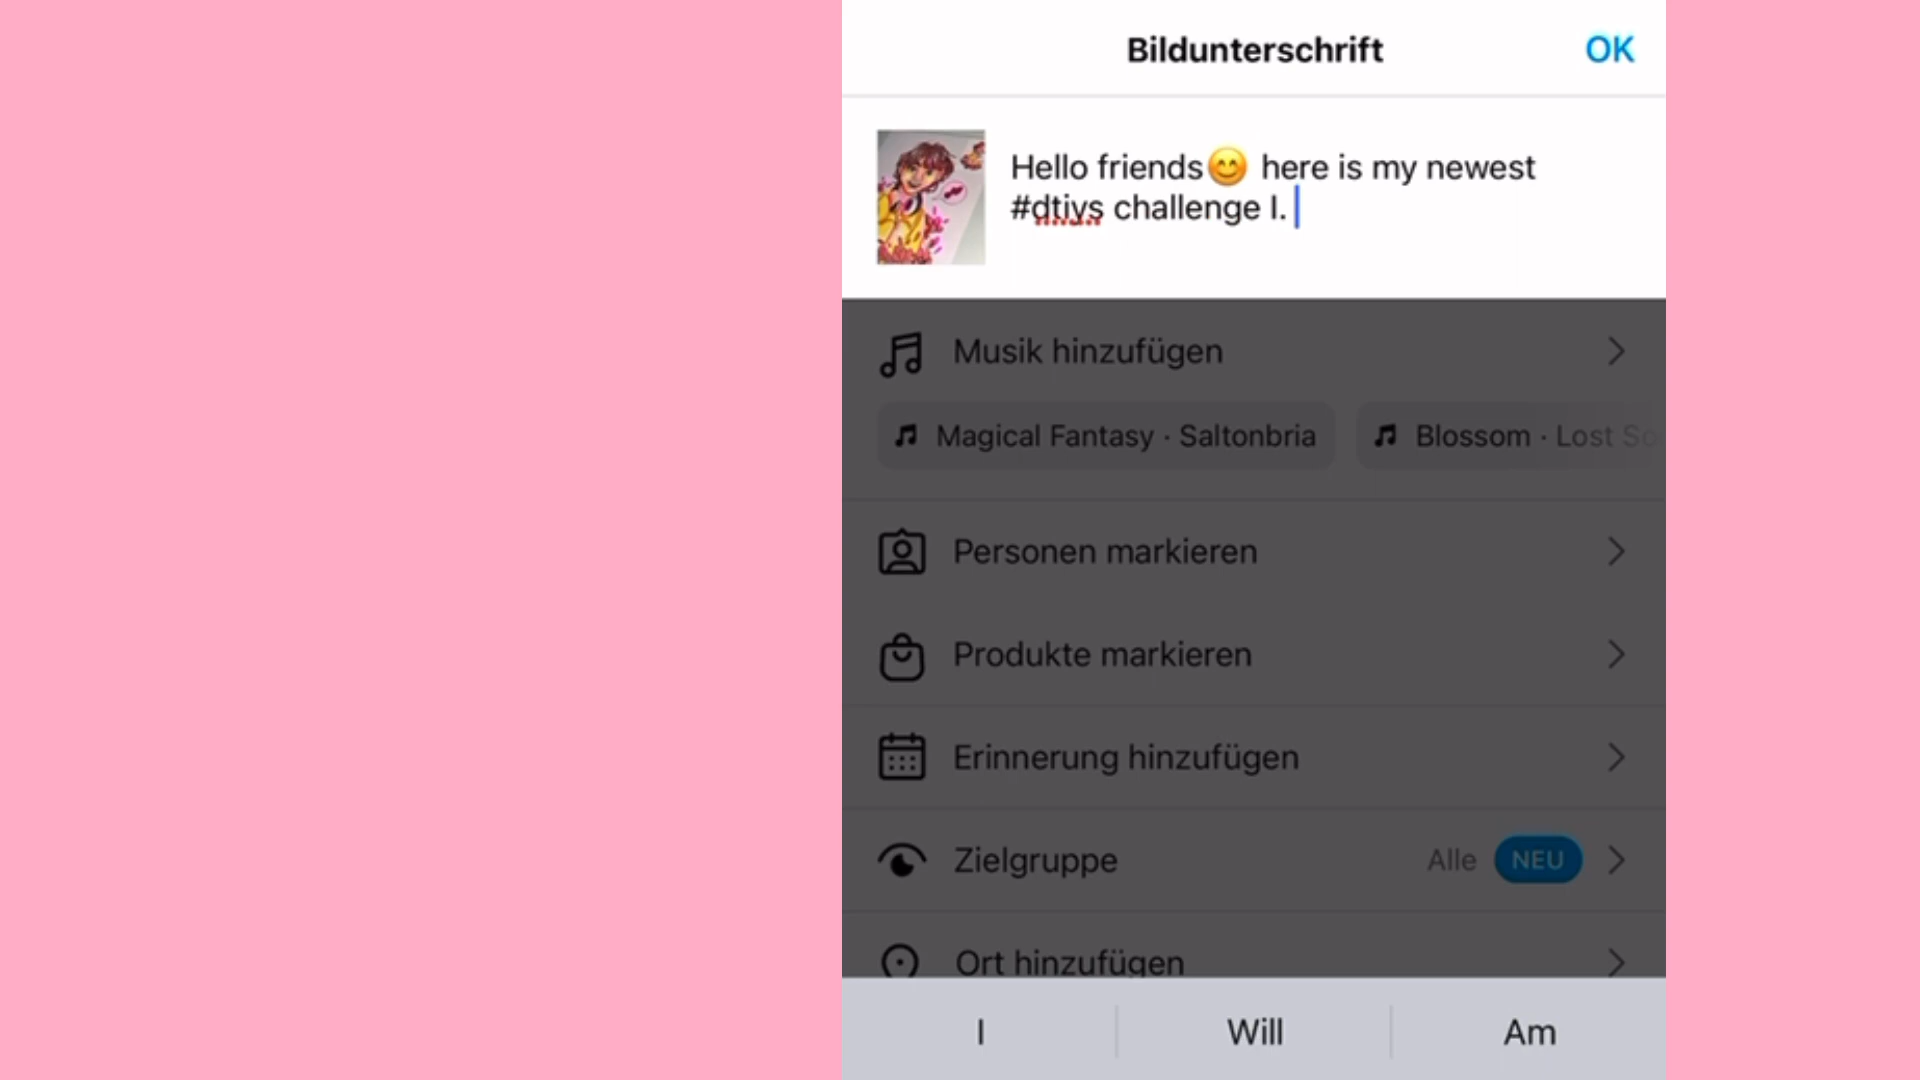 Bildunterschrift
OK
Hello friends😊 here is my newest
#dtiys challenge I.
Musik hinzufügen
Magical Fantasy · Saltonbria
Blossom · Lost So
Personen markieren
Produkte markieren
Erinnerung hinzufügen
Zielgruppe
Alle
NEU
Ort hinzufügen
I
Will
Am